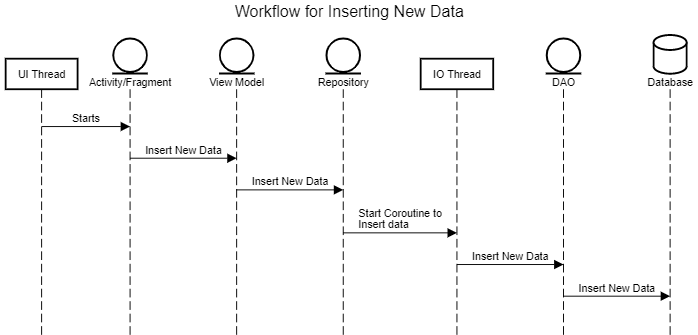 Workflow for Inserting New Data
UI Thread
Activity/Fragment
View Model
Repository
IO Thread
DAO
Database
Starts
Insert New Data
Insert New Data
Start Coroutine to
Insert data
Insert New Data
Insert New Data